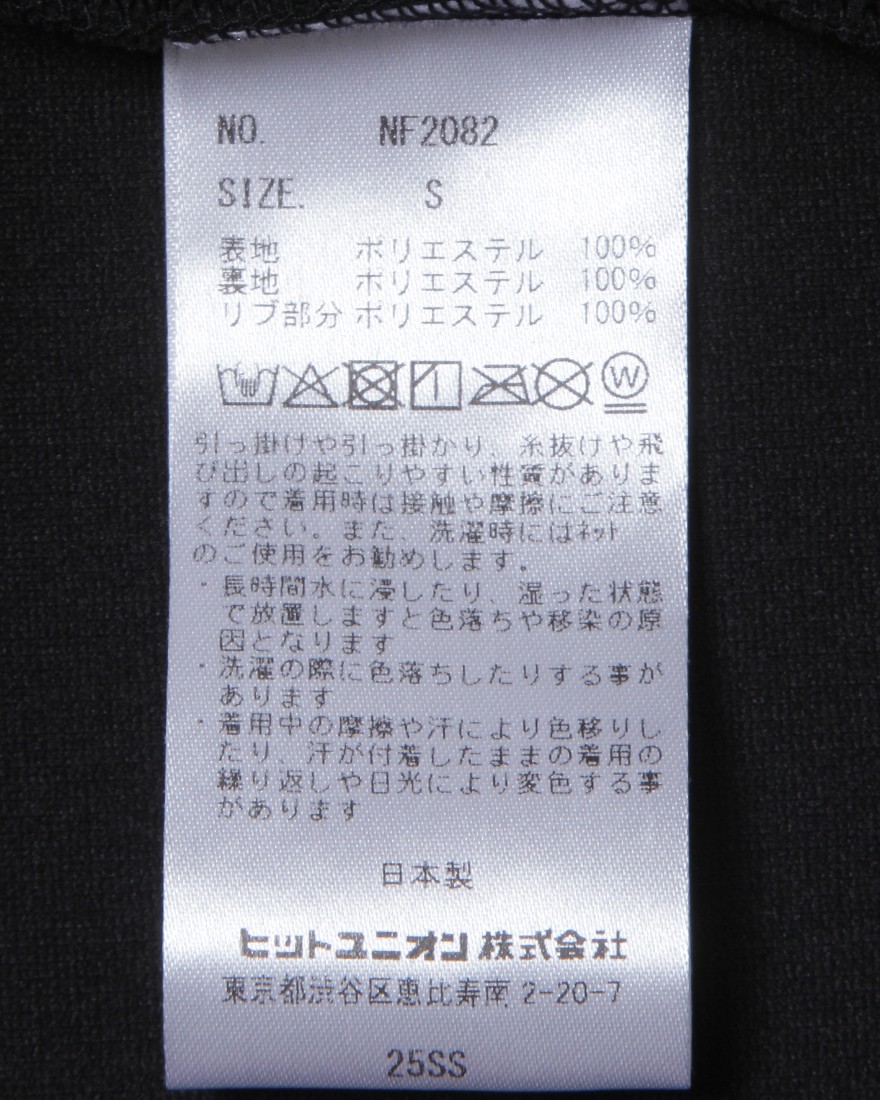 NO. NF2082
SIZE. S
表地 ポリエステル 100%
裏地 ポリエステル 100%
リブ部分 ポリエステル 100%
W
引っ掛けや引っ掛かり、糸抜けや飛
び出しの起こりやすい性質がありま
すので着用時は接触や摩擦にご注意
ください。また、洗濯時にはﾈｯﾄ
のご使用をお勧めします。
・長時間水に浸したり、湿った状態
で放置しますと色落ちや移染の原
因となります
・洗濯の際に色落ちしたりする事が
あります
・着用中の摩擦や汗により色移りし
たり、汗が付着したままの着用の
繰り返しや日光により変色する事
があります
日本製
ヒットユニオン株式会社
東京都渋谷区恵比寿南 2-20-7
25SS